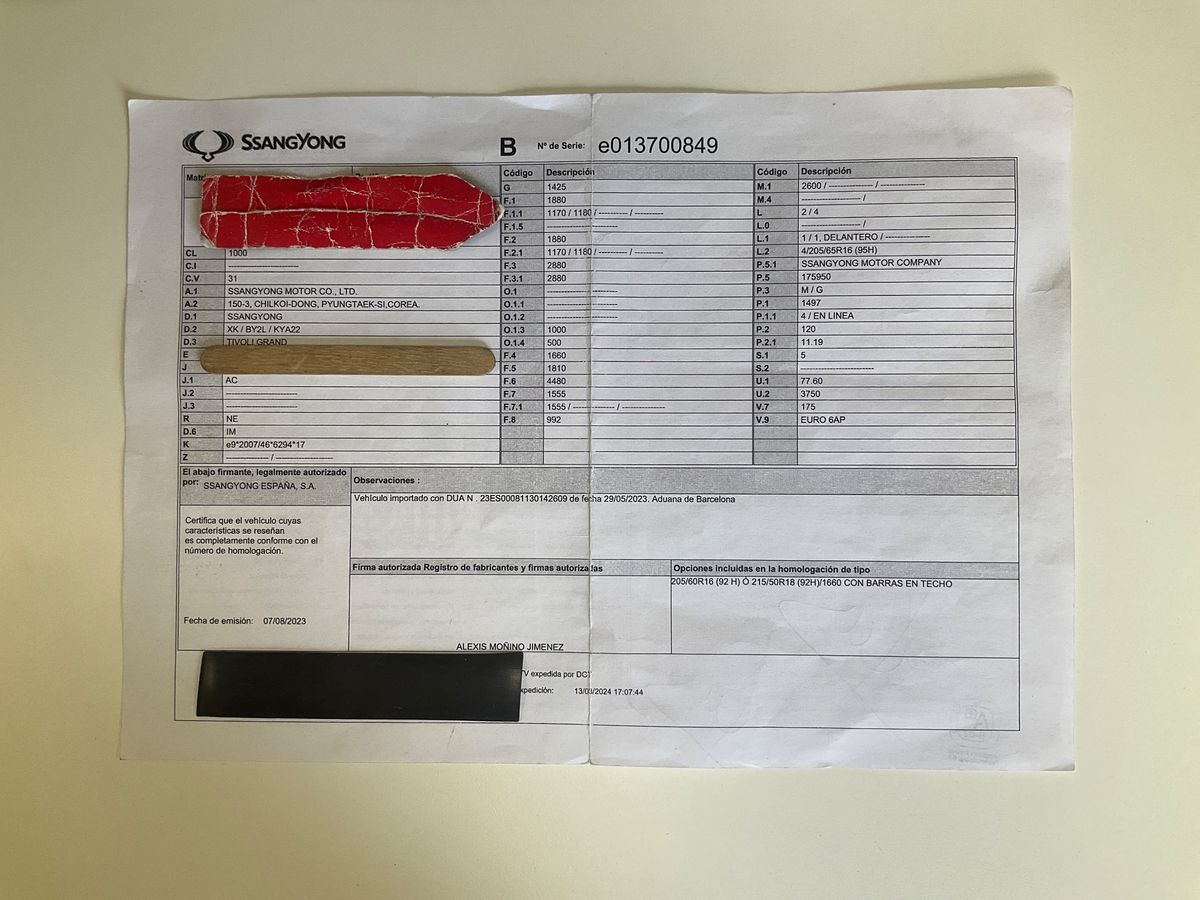 SSANGYONG
B Nº de Serie: e013700849
Código Descripción
Código Descripción
CL 1000
C.I ------------------------
C.V 31
A.1 SSANGYONG MOTOR CO., LTD.
A.2 150-3, CHILKOI-DONG, PYUNGTAEK-SI,COREA.
D.1 SSANGYONG
D.2 XK / BY2L / KYA22
D.3 TIVOLI GRAND
E
J
J.1 AC
J.2 ------------------------
J.3 ------------------------
R NE
D.6 IM
K e9*2007/46*6294*17
Z -------------- / --------------------
G 1425
F.1 1880
F.1.1 1170 / 1180 / ---------- / ----------
F.1.5 ------------------------
F.2 1880
F.2.1 1170 / 1180 / ---------- / ----------
F.3 2880
F.3.1 2880
O.1 ------------------------
O.1.1 ------------------------
O.1.2 ------------------------
O.1.3 1000
O.1.4 500
F.4 1660
F.5 1810
F.6 4480
F.7 1555
F.7.1 1555 / -------------- / ---------------
F.8 992
M.1 2600 / --------------- / ---------------
M.4 -------------------- /
L 2 / 4
L.0 -------------------- /
L.1 1 / 1, DELANTERO / ---------------
L.2 4/205/65R16 (95H)
P.5.1 SSANGYONG MOTOR COMPANY
P.5 175950
P.3 M / G
P.1 1497
P.1.1 4 / EN LINEA
P.2 120
P.2.1 11.19
S.1 5
S.2 ------------------------
U.1 77.60
U.2 3750
V.7 175
V.9 EURO 6AP
El abajo firmante, legalmente autorizado
por: SSANGYONG ESPAÑA, S.A.
Certifica que el vehículo cuyas
características se reseñan
es completamente conforme con el
número de homologación.
Fecha de emisión: 07/08/2023
Observaciones :
Vehículo importado con DUA N . 23ES00081130142609 de fecha 29/05/2023. Aduana de Barcelona
Firma autorizada Registro de fabricantes y firmas autorizadas
ALEXIS MOÑINO JIMENEZ
Opciones incluidas en la homologación de tipo
205/60R16 (92 H) Ó 215/50R18 (92H)/1660 CON BARRAS EN TECHO
TV expedida por DGT
xpedición: 13/03/2024 17:07:44